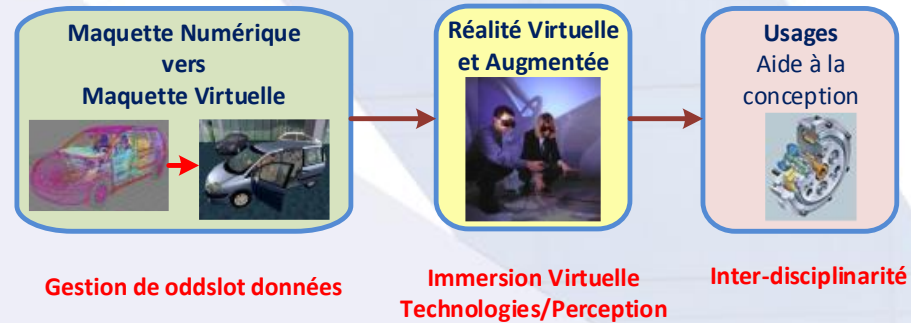 Maquette Numérique
vers
Maquette Virtuelle
Réalité Virtuelle
et Augmentée
Usages
Aide à la
conception
Gestion de oddslot données
Immersion Virtuelle
Technologies/Perception
Inter-disciplinarité